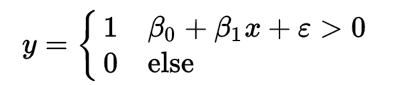 y = { 1 β₀ + β₁x + ε > 0
0 else